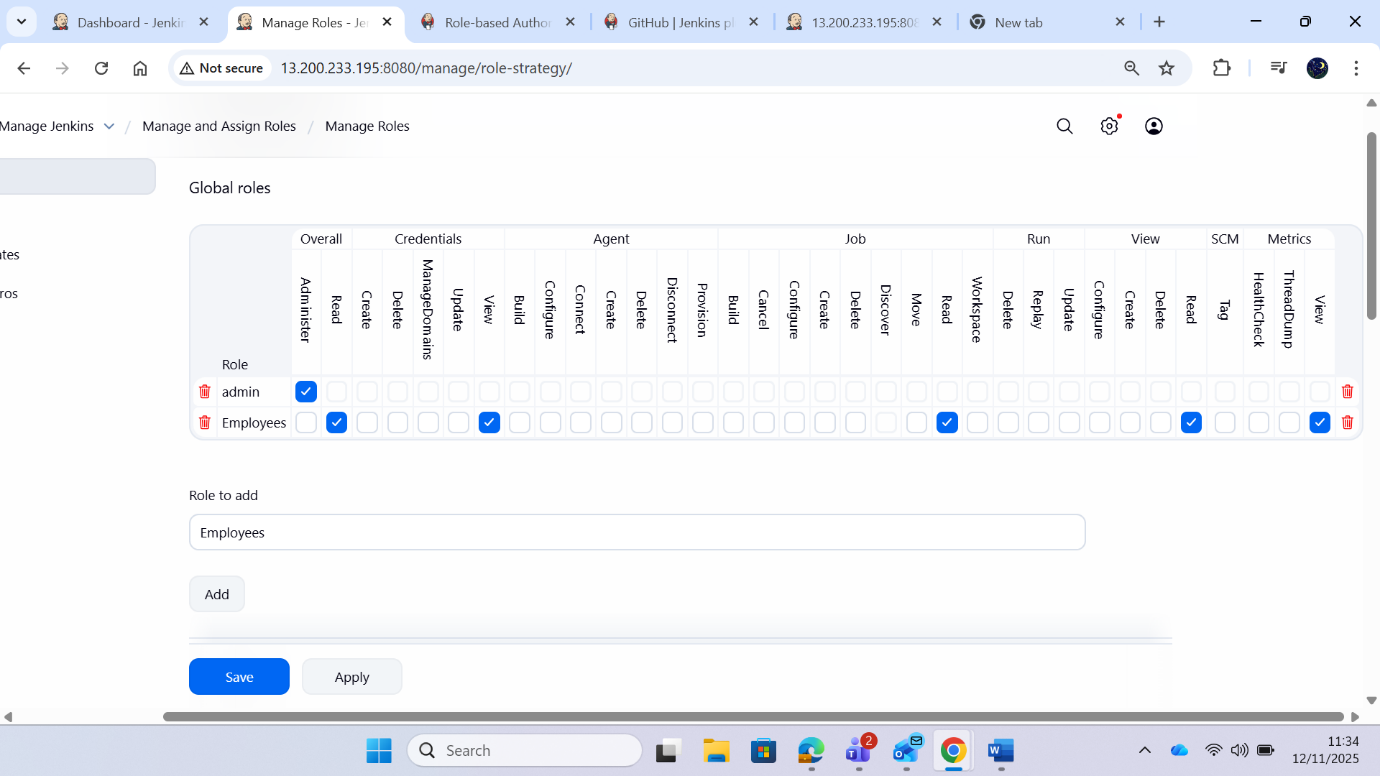 Dashboard - Jenki
Manage Roles - Je
Role-based Author
GitHub | Jenkins pl
13.200.233.195:808
New tab
Not secure
13.200.233.195:8080/manage/role-strategy/
Manage Jenkins / Manage and Assign Roles / Manage Roles
Global roles
ates
ros
Overall Credentials Agent Job Run View SCM Metrics
Role Administer Read Create Delete ManageDomains Update View Build Configure Connect Create Delete Disconnect Provision Build Cancel Configure Create Delete Discover Move Read Workspace Delete Replay Update Configure Create Delete Read Tag HealthCheck ThreadDump View
admin
Employees
Role to add
Employees
Add
Save Apply
Search
2
11:34
12/11/2025